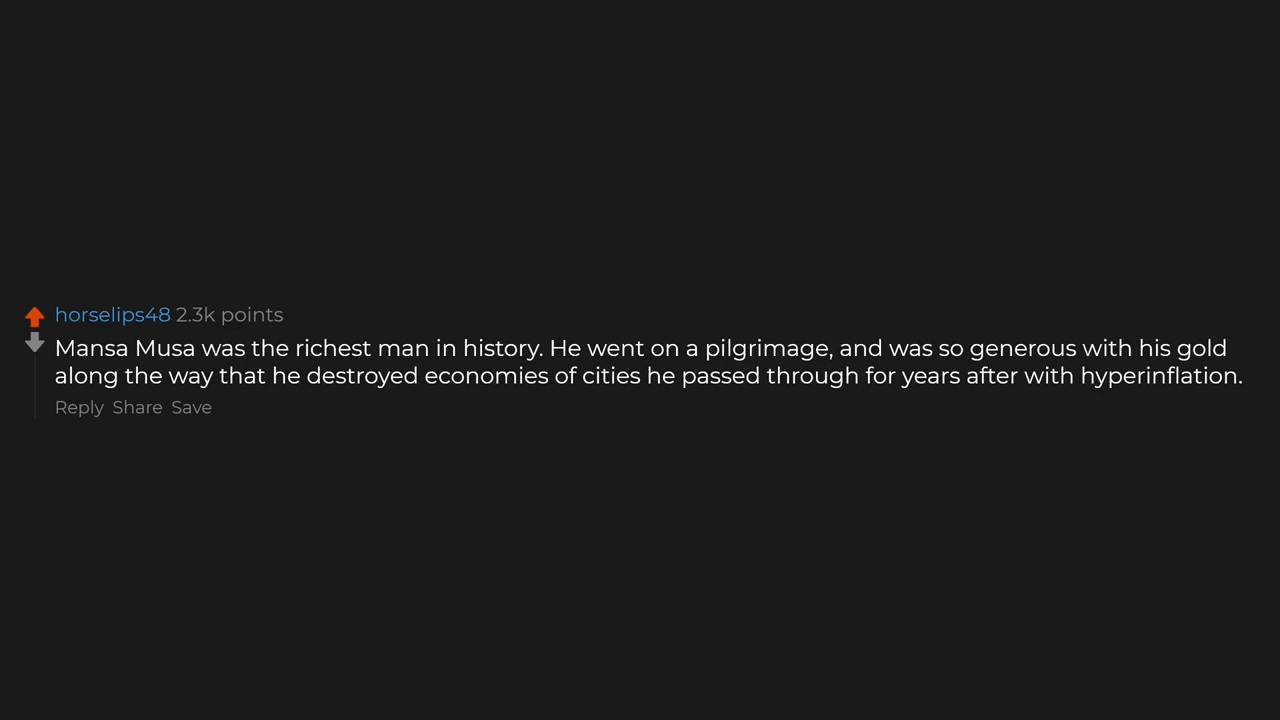 horselips48 2.3k points
Mansa Musa was the richest man in history. He went on a pilgrimage, and was so generous with his gold
along the way that he destroyed economies of cities he passed through for years after with hyperinflation.
Reply Share Save